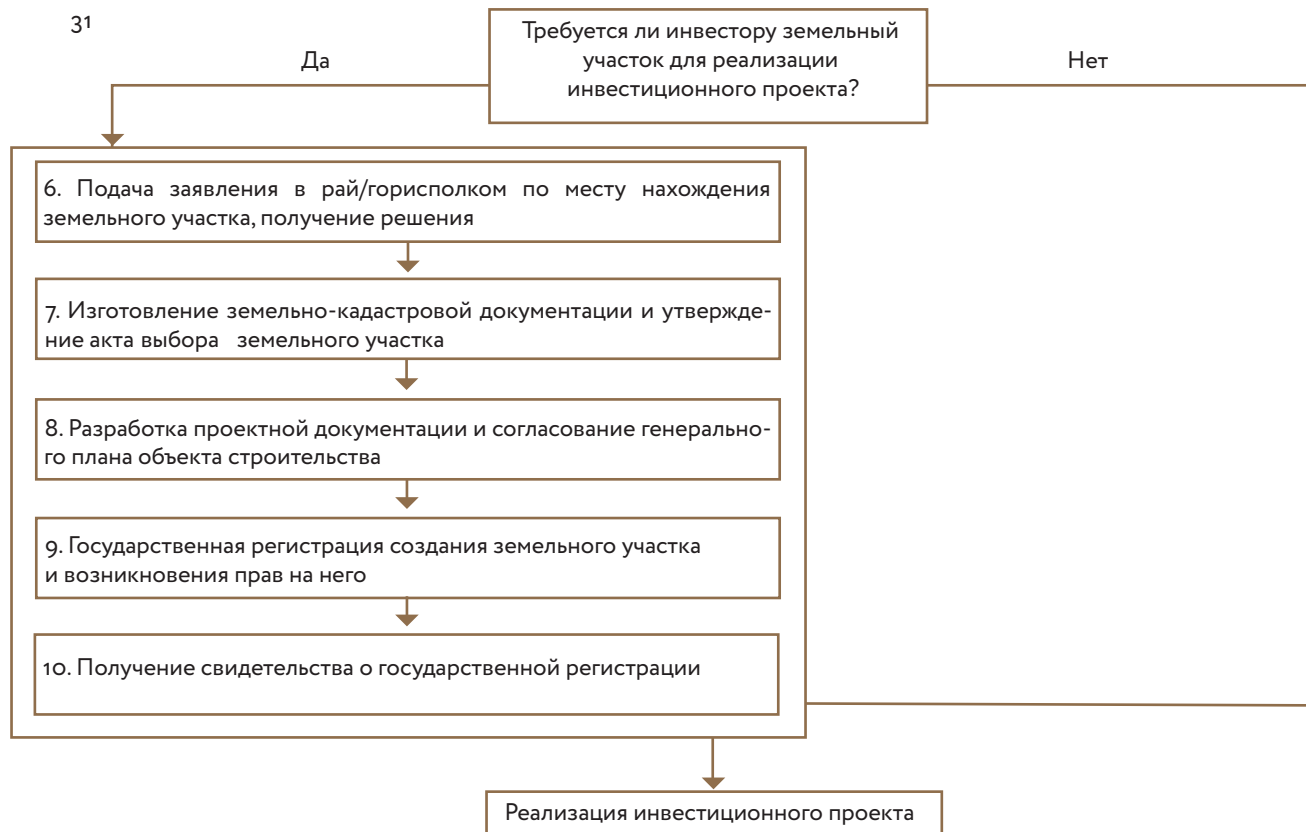 31
Требуется ли инвестору земельный
участок для реализации
инвестиционного проекта?
Да
Нет
6. Подача заявления в рай/горисполком по месту нахождения
земельного участка, получение решения
7. Изготовление земельно-кадастровой документации и утвержде-
ние акта выбора земельного участка
8. Разработка проектной документации и согласование генерально-
го плана объекта строительства
9. Государственная регистрация создания земельного участка
и возникновения прав на него
10. Получение свидетельства о государственной регистрации
Реализация инвестиционного проекта